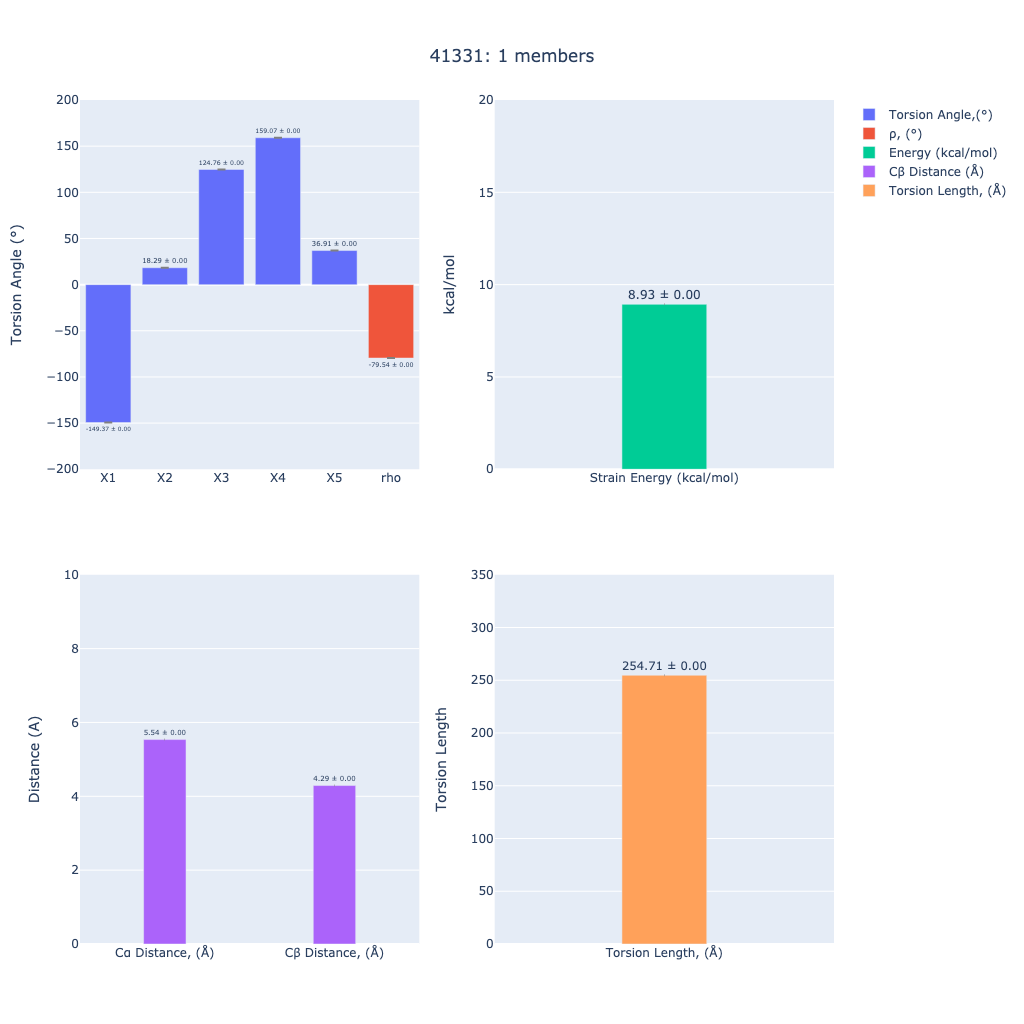 41331: 1 members
200
150
100
50
0
−50
−100
−150
−200
Torsion Angle (°)
-149.37 ± 0.00
18.29 ± 0.00
124.76 ± 0.00
159.07 ± 0.00
36.91 ± 0.00
-79.54 ± 0.00
X1 X2 X3 X4 X5 rho
20
15
10
5
0
kcal/mol
8.93 ± 0.00
Strain Energy (kcal/mol)
Torsion Angle,(°)
ρ, (°)
Energy (kcal/mol)
Cβ Distance (Å)
Torsion Length, (Å)
10
8
6
4
2
0
Distance (A)
5.54 ± 0.00
4.29 ± 0.00
Cα Distance, (Å) Cβ Distance, (Å)
350
300
250
200
150
100
50
0
Torsion Length
254.71 ± 0.00
Torsion Length, (Å)